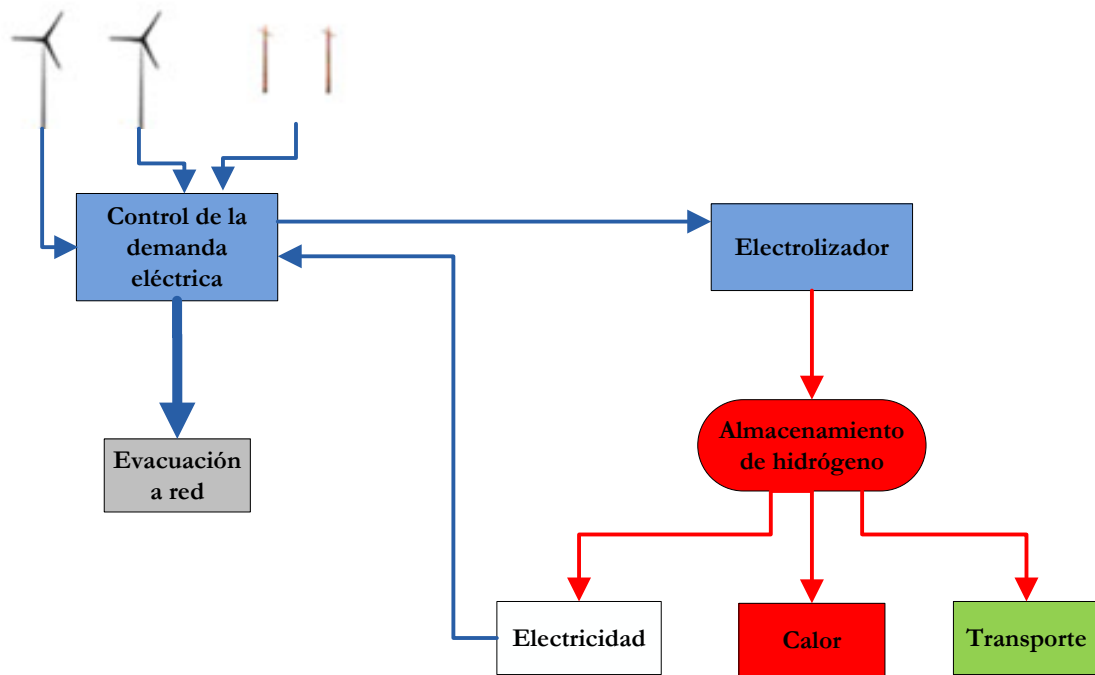 Control de la
demanda
eléctrica
Electrolizador
Almacenamiento
de hidrógeno
Evacuación
a red
Electricidad
Calor
Transporte